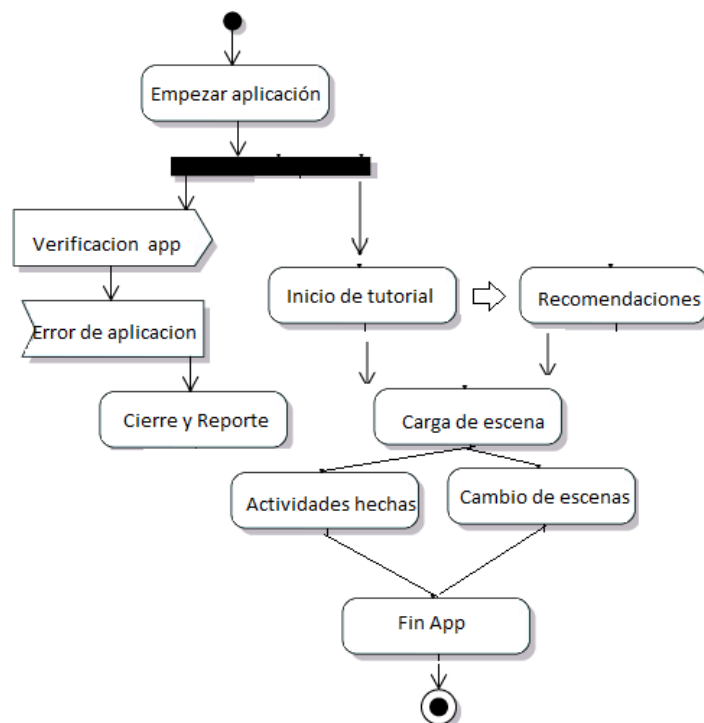 Empezar aplicación
Verificacion app
Inicio de tutorial
Recomendaciones
Error de aplicacion
Cierre y Reporte
Carga de escena
Actividades hechas
Cambio de escenas
Fin App